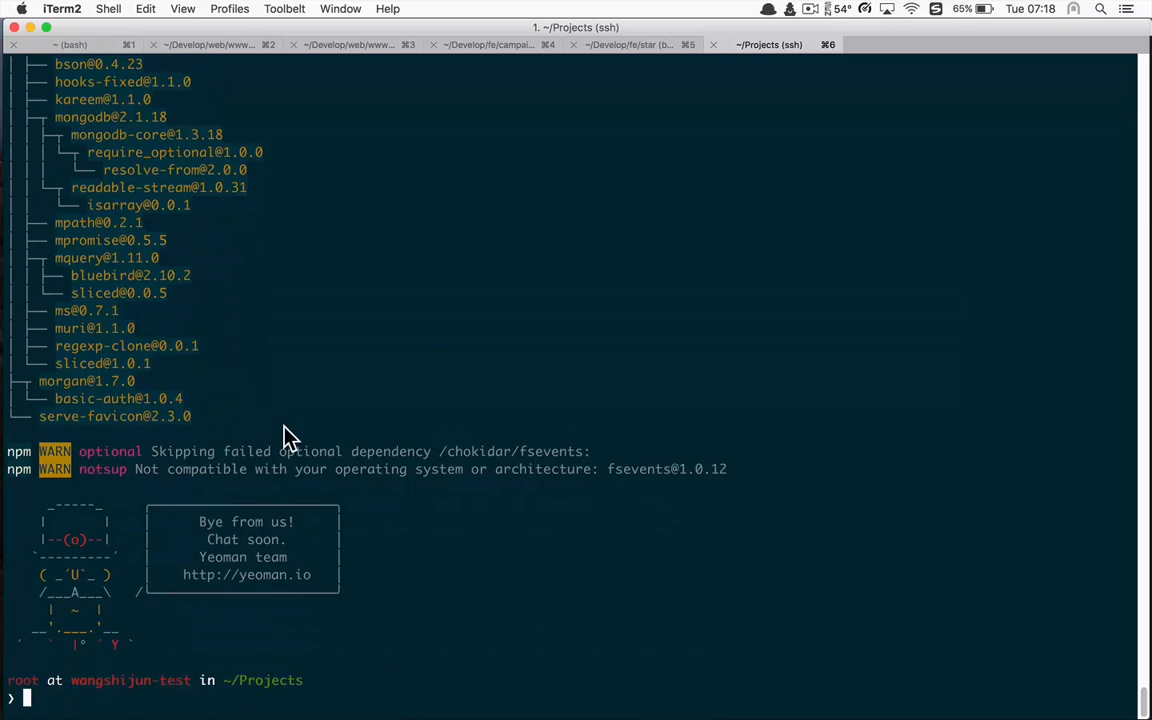 iTerm2 Shell Edit View Profiles Toolbelt Window Help 54° 65% Tue 07:18
1. ~/Projects (ssh)
~ (bash) ⌘1 ~/Develop/web/www... ⌘2 ~/Develop/web/www... ⌘3 ~/Develop/fe/campai... ⌘4 ~/Develop/fe/star (b... ⌘5 ~/Projects (ssh) ⌘6
│ ├── bson@0.4.23
│ ├── hooks-fixed@1.1.0
│ ├── kareem@1.1.0
│ ├─┬ mongodb@2.1.18
│ │ ├─┬ mongodb-core@1.3.18
│ │ │ └─┬ require_optional@1.0.0
│ │ │   └── resolve-from@2.0.0
│ │ └─┬ readable-stream@1.0.31
│ │   └── isarray@0.0.1
│ ├── mpath@0.2.1
│ ├── mpromise@0.5.5
│ ├─┬ mquery@1.11.0
│ │ ├── bluebird@2.10.2
│ │ └── sliced@0.0.5
│ ├── ms@0.7.1
│ ├── muri@1.1.0
│ ├── regexp-clone@0.0.1
│ └── sliced@1.0.1
├─┬ morgan@1.7.0
│ └── basic-auth@1.0.4
└── serve-favicon@2.3.0
npm WARN optional Skipping failed optional dependency /chokidar/fsevents:
npm WARN notsup Not compatible with your operating system or architecture: fsevents@1.0.12
Bye from us!
Chat soon.
Yeoman team
http://yeoman.io
root at wangshijun-test in ~/Projects
❯